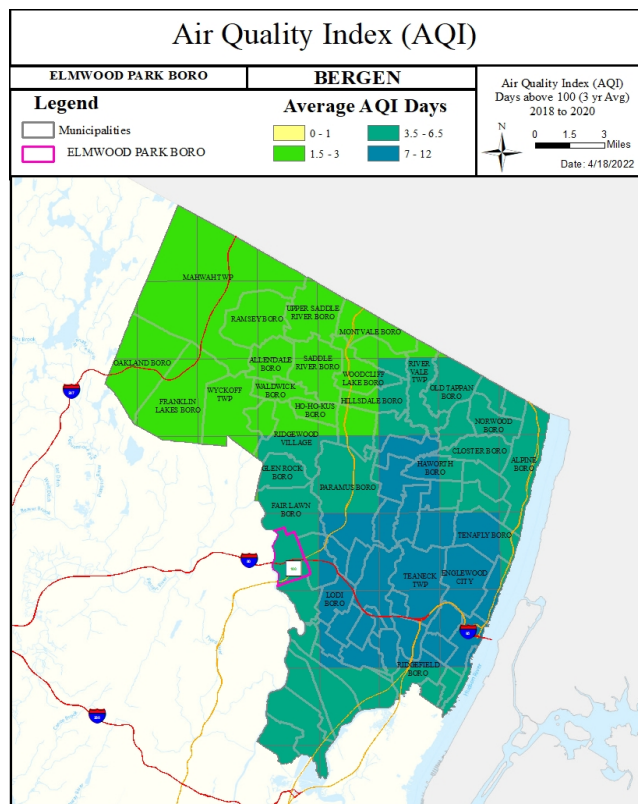 Air Quality Index (AQI)
ELMWOOD PARK BORO
BERGEN
Legend
Municipalities
ELMWOOD PARK BORO
Average AQI Days
0 - 1
1.5 - 3
3.5 - 6.5
7 - 12
Air Quality Index (AQI)
Days above 100 (3 yr Avg)
2018 to 2020
N
0 1.5 3
Miles
Date: 4/18/2022
MAHWAH TWP
UPPER SADDLE
RIVER BORO
RAMSEY BORO
MONTVALE BORO
OAKLAND BORO
ALLENDALE
BORO
SADDLE
RIVER BORO
RIVER
VALE
TWP
WOODCLIFF
LAKE BORO
OLD TAPPAN
BORO
WYCKOFF
TWP
WALDWICK
BORO
FRANKLIN
LAKES BORO
HILLSDALE BORO
HO-HO-KUS
BORO
NORWOOD
BORO
RIDGEWOOD
VILLAGE
CLOSTER BORO
HAWORTH
BORO
ALPINE
BORO
GLEN ROCK
BORO
PARAMUS BORO
FAIR LAWN
BORO
TENAFLY BORO
TEANECK
TWP
ENGLEWOOD
CITY
LODI
BORO
RIDGEFIELD
BORO